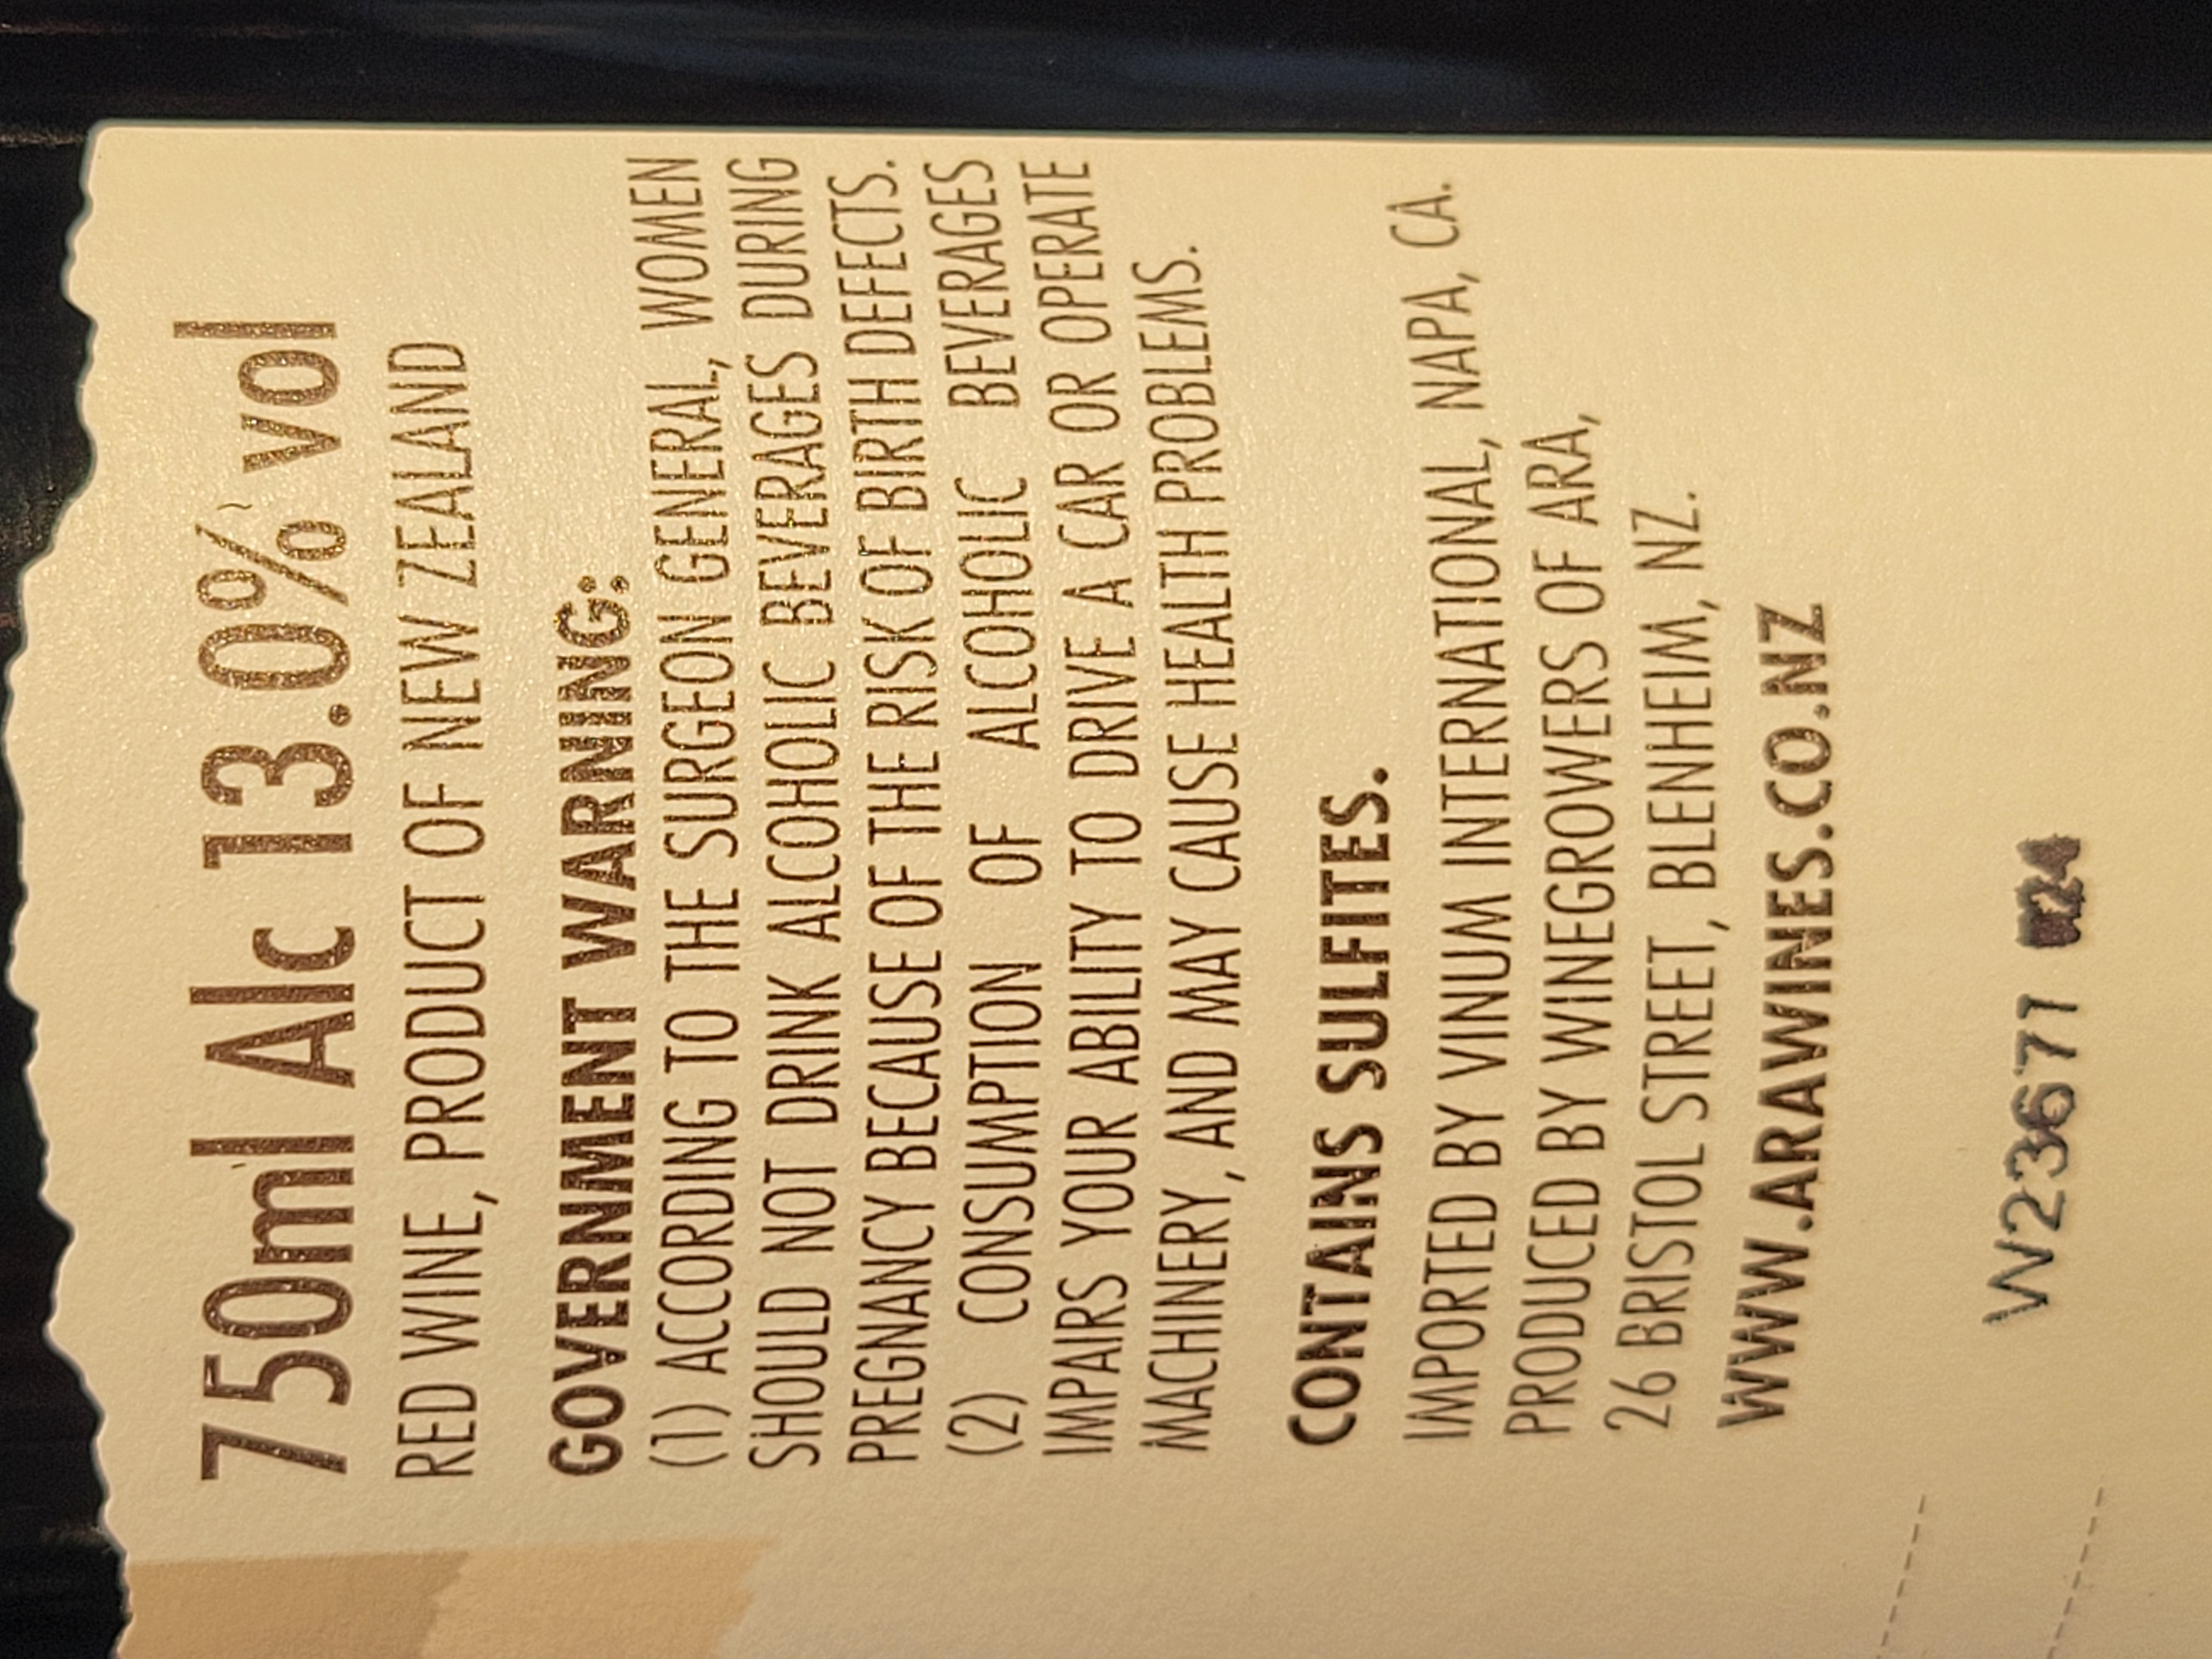 750ml Alc 13.0% vol
RED WINE, PRODUCT OF NEW ZEALAND
GOVERNMENT WARNING:
(1) ACCORDING TO THE SURGEON GENERAL, WOMEN
SHOULD NOT DRINK ALCOHOLIC BEVERAGES DURING
PREGNANCY BECAUSE OF THE RISK OF BIRTH DEFECTS.
(2) CONSUMPTION OF ALCOHOLIC BEVERAGES
IMPAIRS YOUR ABILITY TO DRIVE A CAR OR OPERATE
MACHINERY, AND MAY CAUSE HEALTH PROBLEMS.
CONTAINS SULFITES.
IMPORTED BY VINUM INTERNATIONAL, NAPA, CA.
PRODUCED BY WINEGROWERS OF ARA,
26 BRISTOL STREET, BLENHEIM, NZ.
WWW.ARAWINES.CO.NZ
W23671